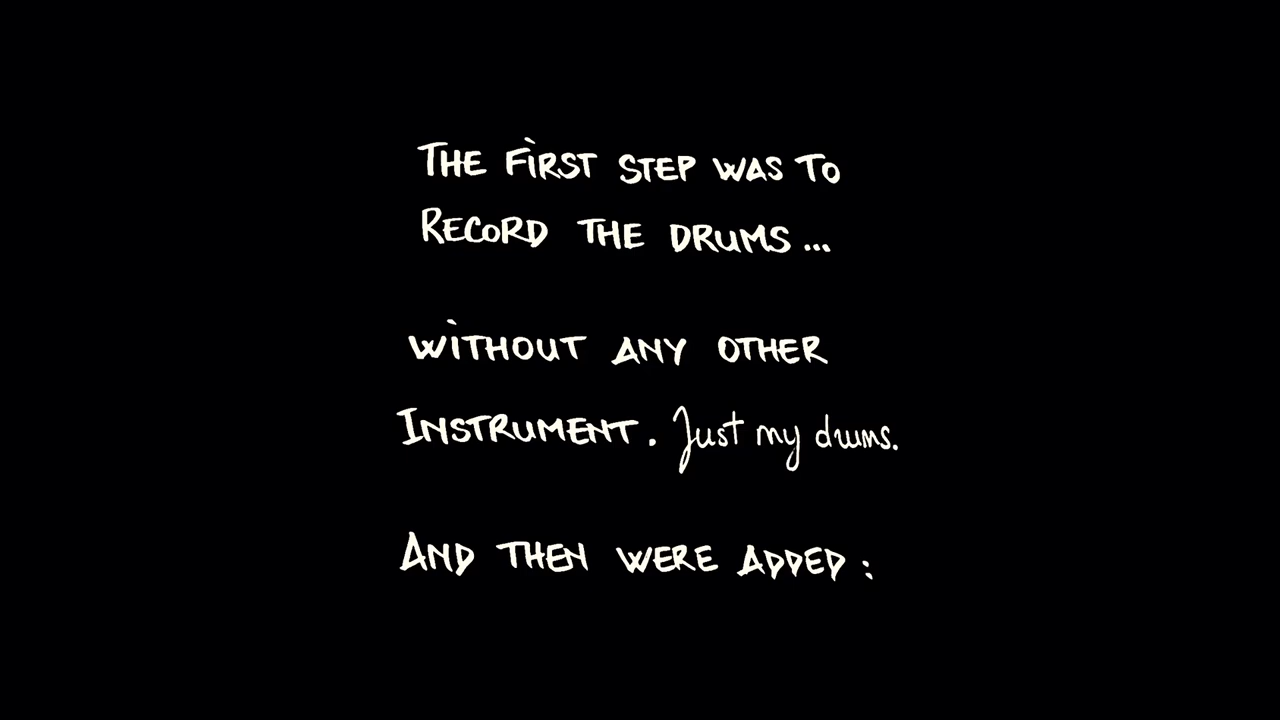 THE FIRST STEP WAS TO
RECORD THE DRUMS...
WITHOUT ANY OTHER
INSTRUMENT. Just my drums.
AND THEN WERE ADDED :